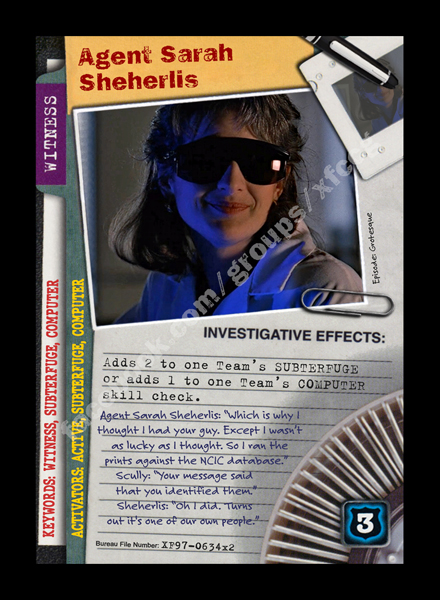 Agent Sarah
Sheherlis
WITNESS
KEYWORDS: WITNESS, SUBTERFUGE, COMPUTER
ACTIVATORS: ACTIVE, SUBTERFUGE, COMPUTER
Episode: Grotesque
INVESTIGATIVE EFFECTS:
Adds 2 to one Team's SUBTERFUGE
or adds 1 to one Team's COMPUTER
skill check.
Agent Sarah Sheherlis: "Which is why I
thought I had your guy. Except I wasn't
as lucky as I thought. So I ran the
prints against the NCIC database."
Scully: "Your message said
that you identified them."
Sheherlis: "Oh I did. Turns
out it's one of our own people."
3
Bureau File Number: XF97-0634x2